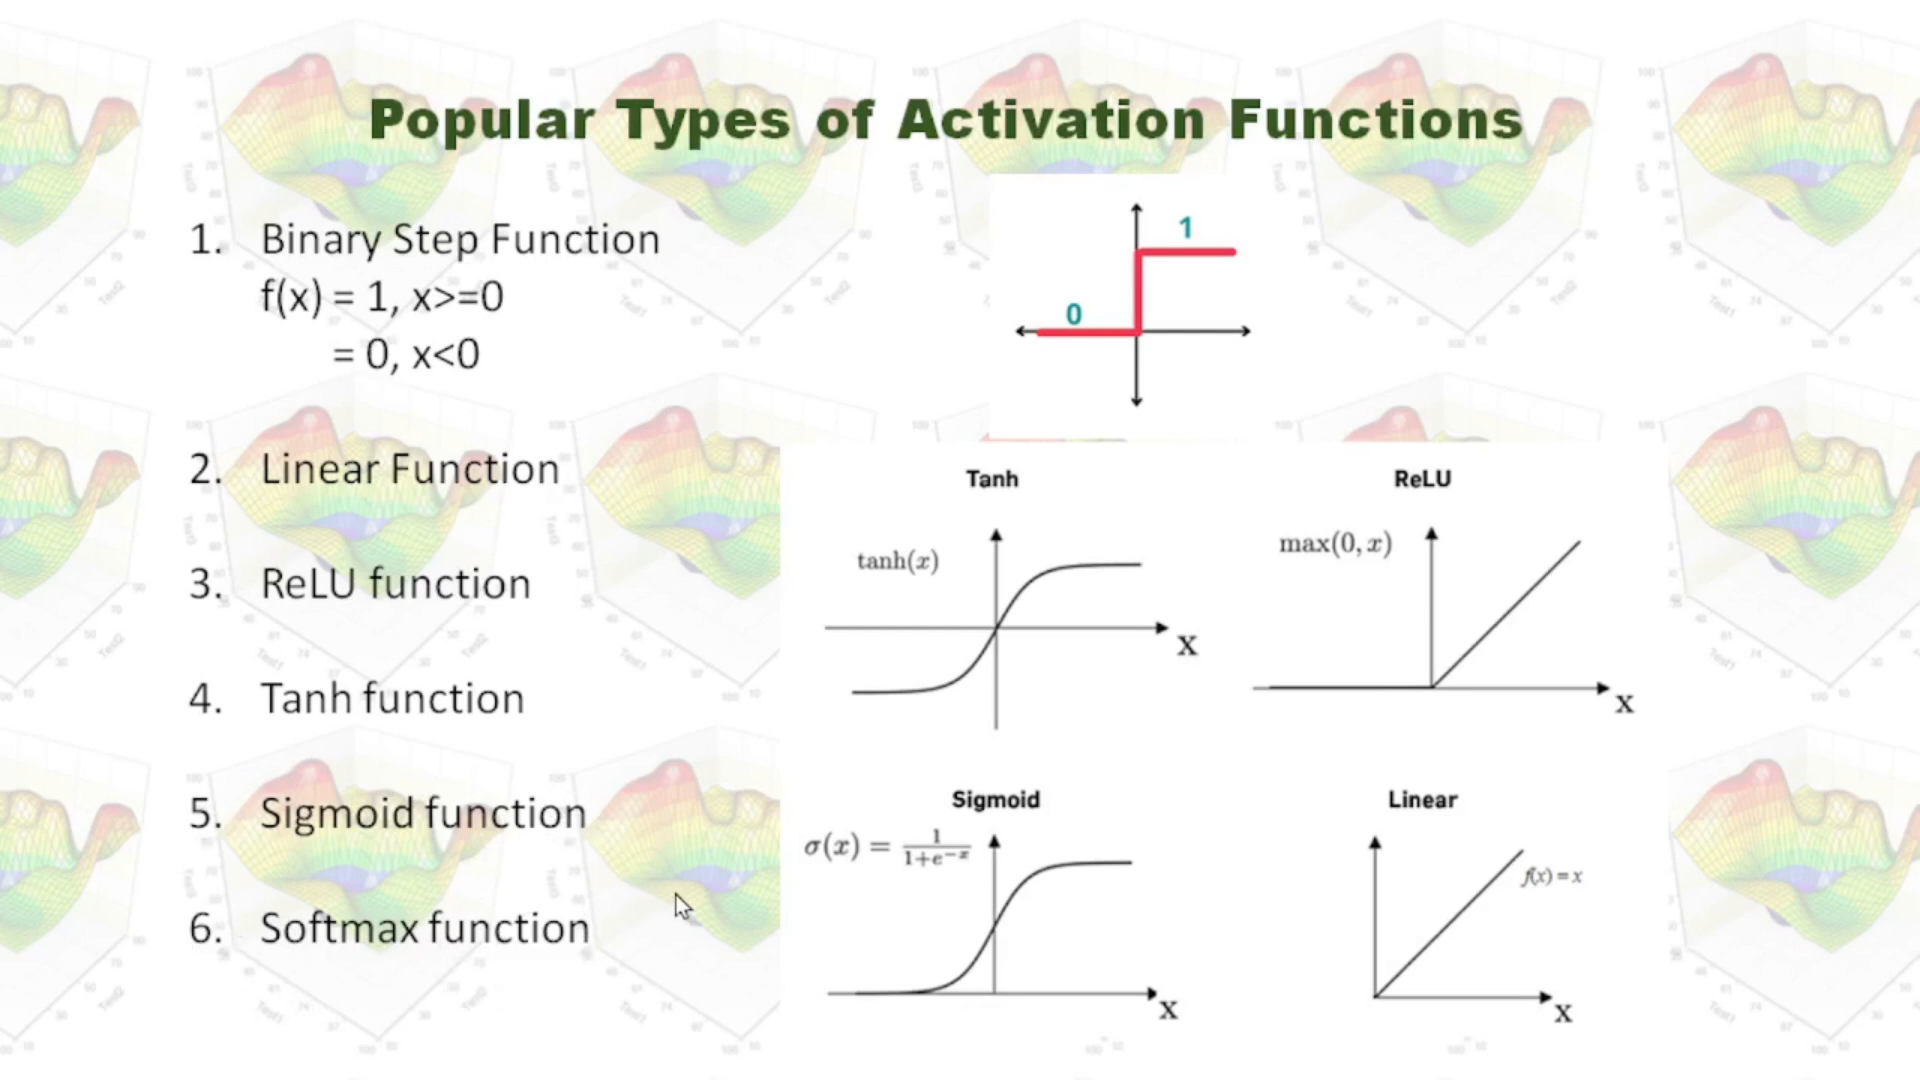 Popular Types of Activation Functions
1. Binary Step Function
f(x) = 1, x>=0
= 0, x<0
2. Linear Function
3. ReLU function
4. Tanh function
5. Sigmoid function
6. Softmax function
1
0
Tanh
tanh(x)
X
ReLU
max(0, x)
X
Sigmoid
σ(x) = 1/1+e^-x
X
Linear
f(x) = x
X